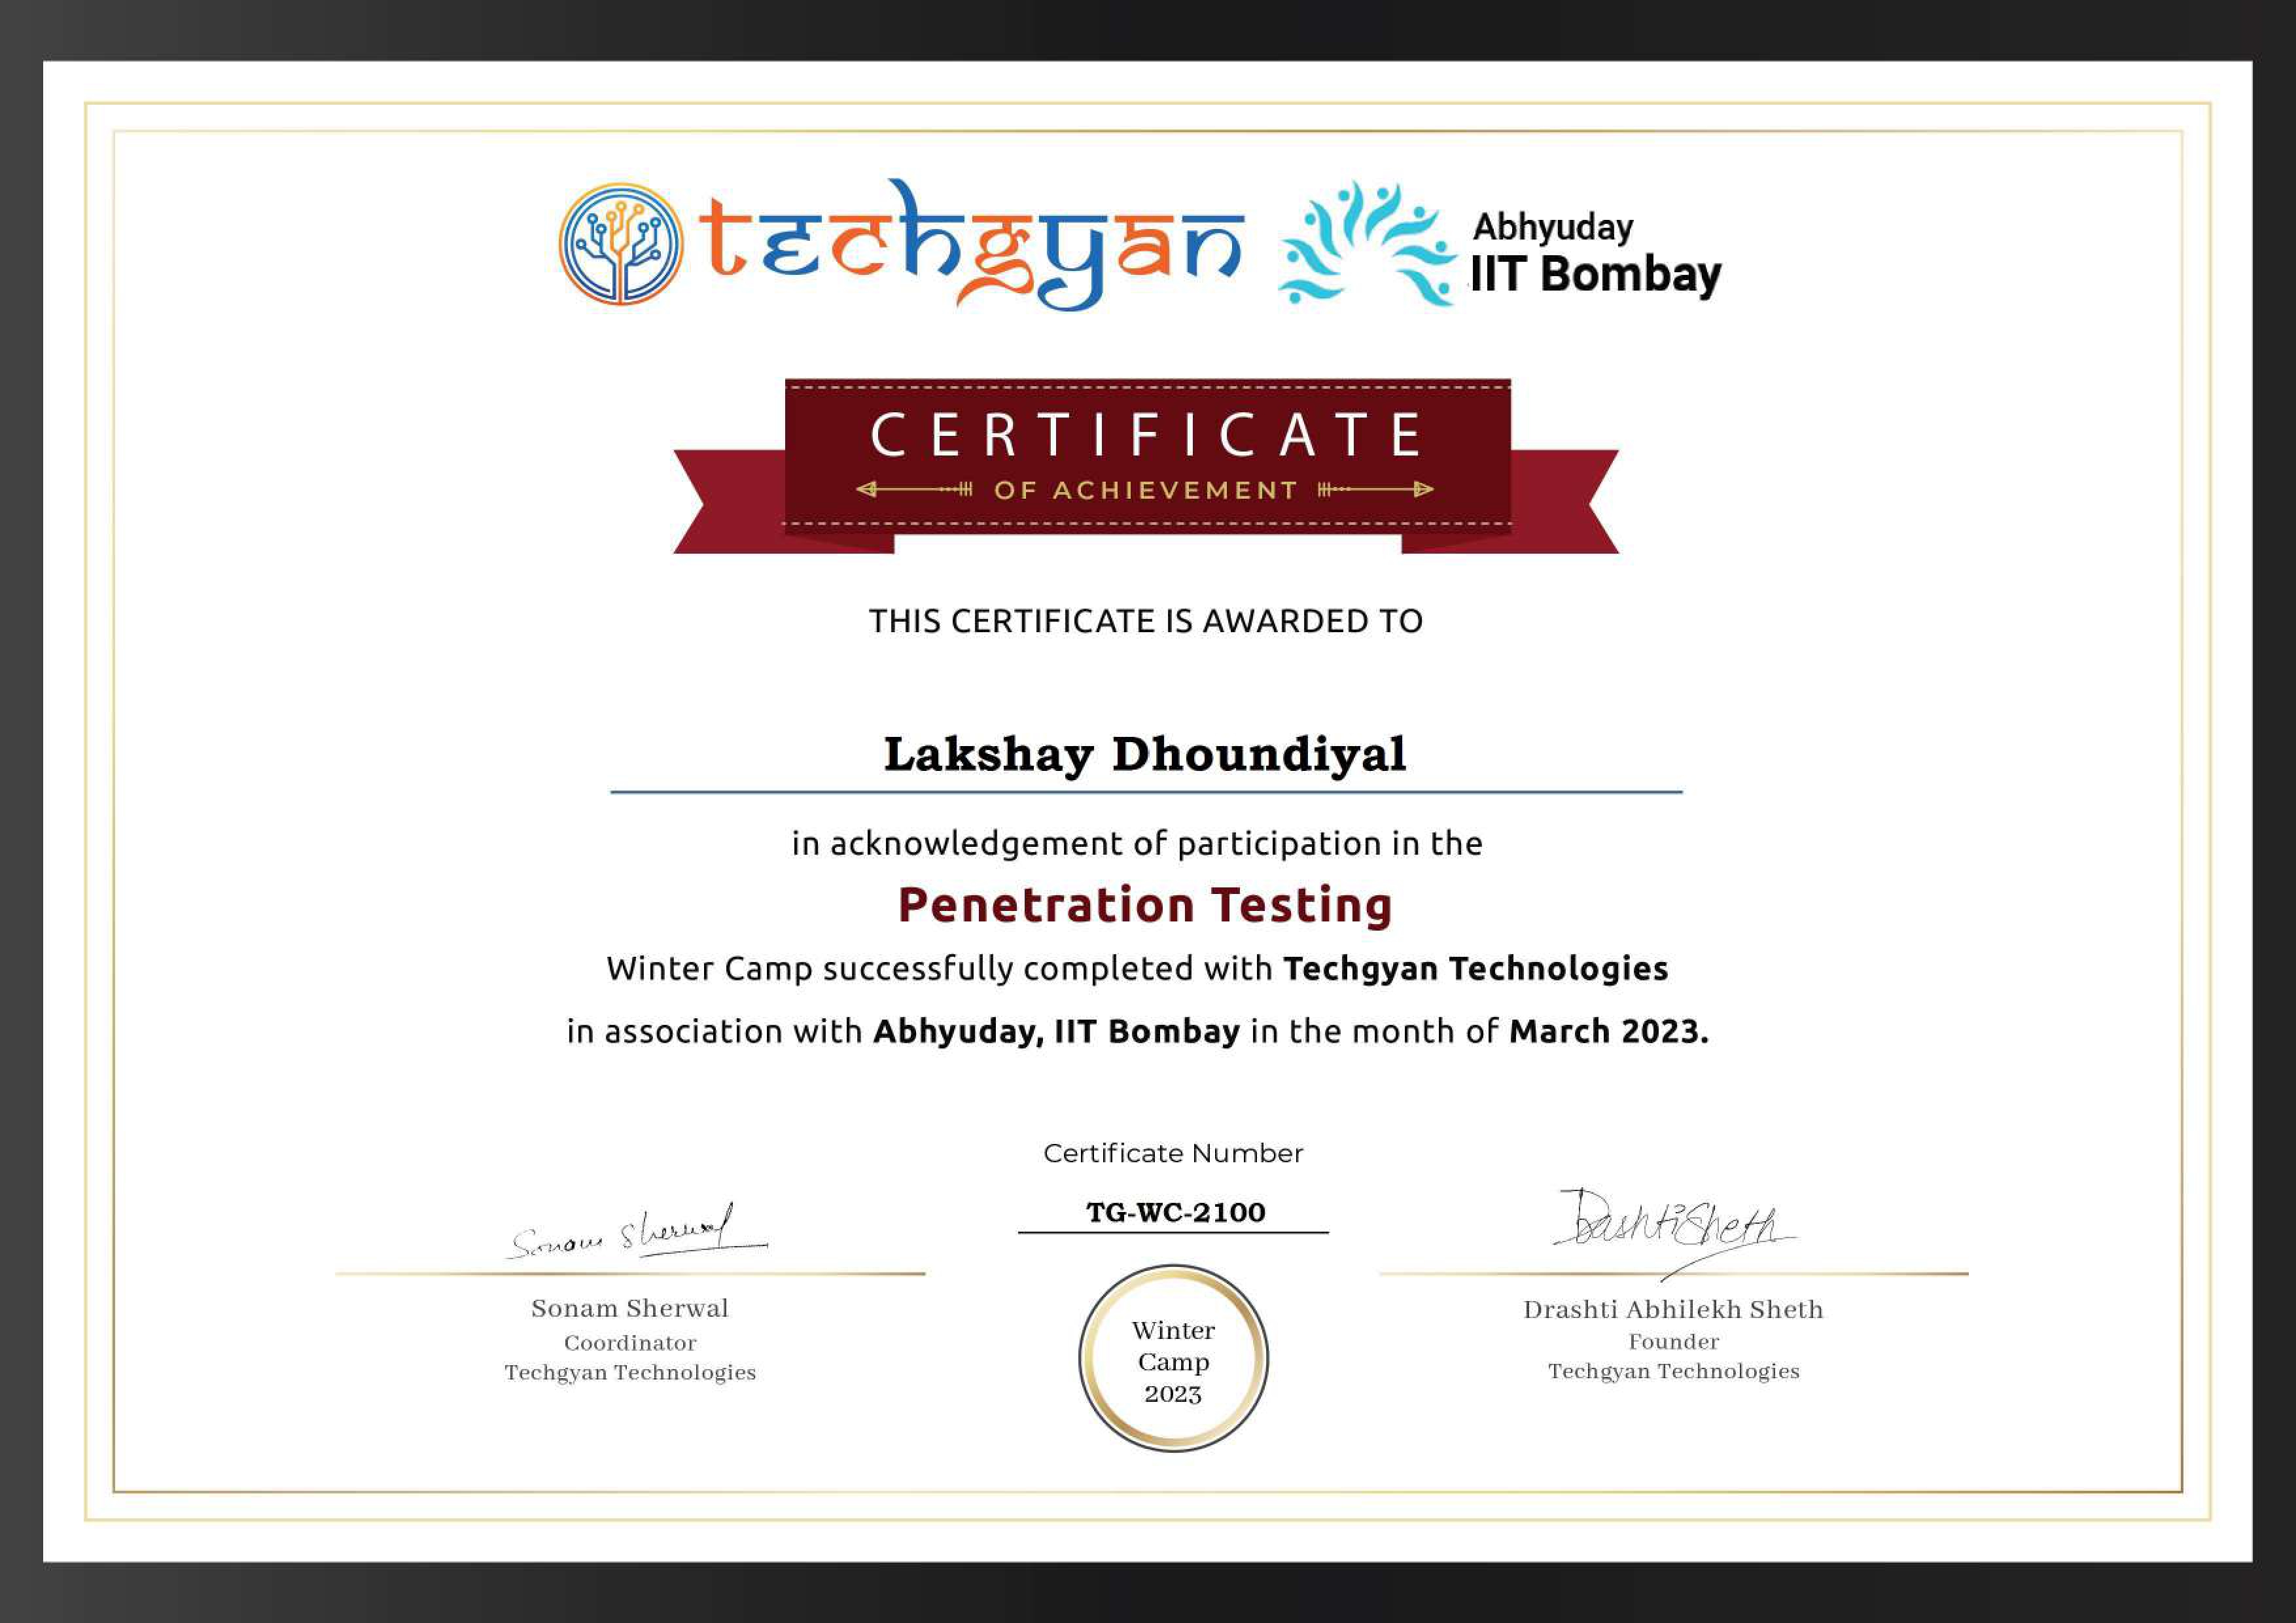 techgyan
Abhyuday
IIT Bombay
CERTIFICATE
OF ACHIEVEMENT
THIS CERTIFICATE IS AWARDED TO
Lakshay Dhoundiyal
in acknowledgement of participation in the
Penetration Testing
Winter Camp successfully completed with Techgyan Technologies
in association with Abhyuday, IIT Bombay in the month of March 2023.
Certificate Number
TG-WC-2100
Sonam Sherwal
Sonam Sherwal
Coordinator
Techgyan Technologies
Winter
Camp
2023
DashtiSheth
Drashti Abhilekh Sheth
Founder
Techgyan Technologies